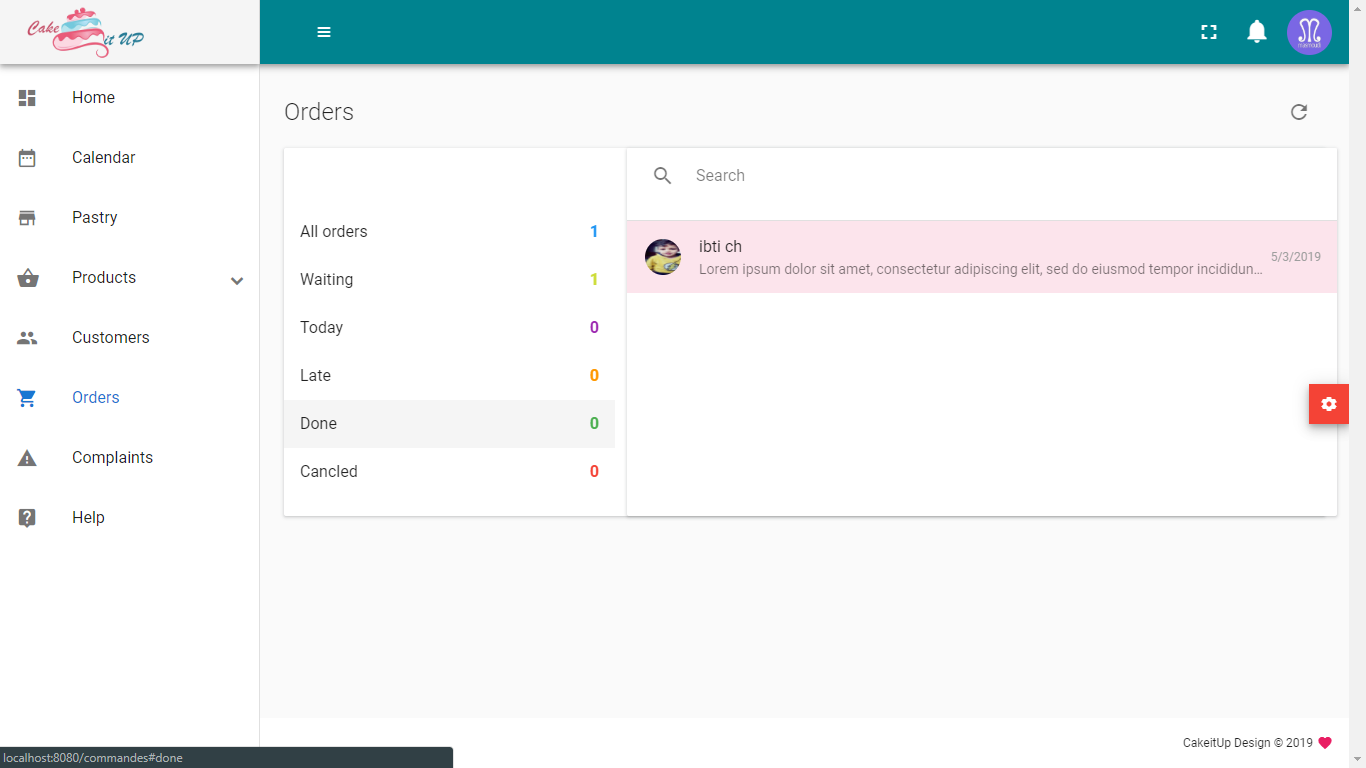 Cake
it UP
Home
Calendar
Pastry
Products
Customers
Orders
Complaints
Help
Orders
All orders 1
Waiting 1
Today 0
Late 0
Done 0
Cancled 0
Search
ibti ch
Lorem ipsum dolor sit amet, consectetur adipiscing elit, sed do eiusmod tempor incididun...
5/3/2019
CakeitUp Design © 2019
localhost:8080/commandes#done